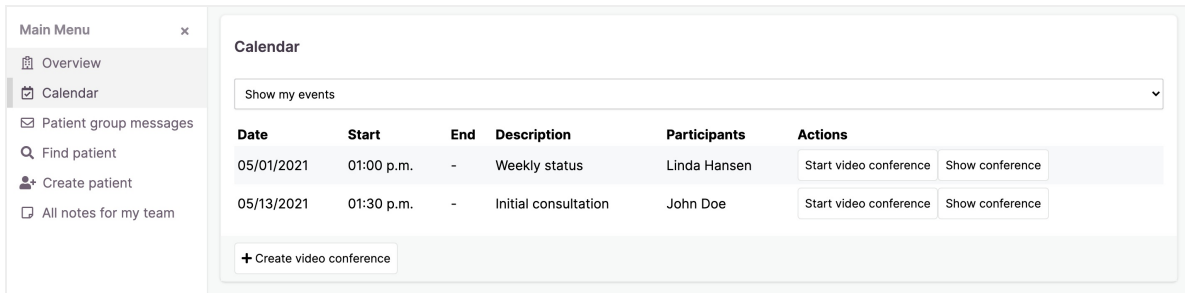 Main Menu ×
Overview
Calendar
Patient group messages
Find patient
Create patient
All notes for my team
Calendar
Show my events
Date Start End Description Participants Actions
05/01/2021 01:00 p.m. - Weekly status Linda Hansen Start video conference Show conference
05/13/2021 01:30 p.m. - Initial consultation John Doe Start video conference Show conference
+ Create video conference